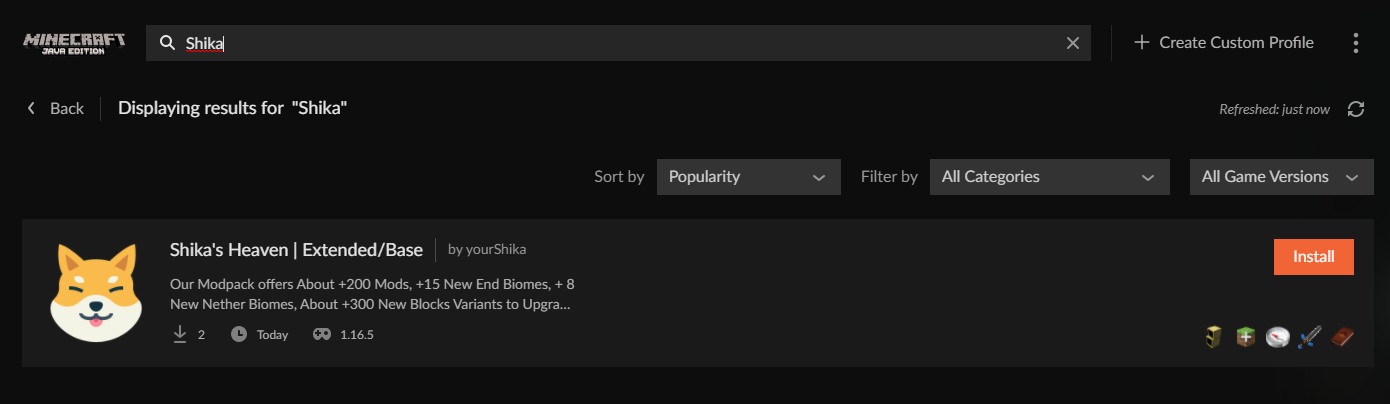 MINECRAFT
JAVA EDITION
Shika
Create Custom Profile
Back
Displaying results for "Shika"
Refreshed: just now
Sort by Popularity Filter by All Categories All Game Versions
Shika's Heaven | Extended/Base by yourShika
Install
Our Modpack offers About +200 Mods, +15 New End Biomes, + 8
New Nether Biomes, About +300 New Blocks Variants to Upgra...
2 Today 1.16.5